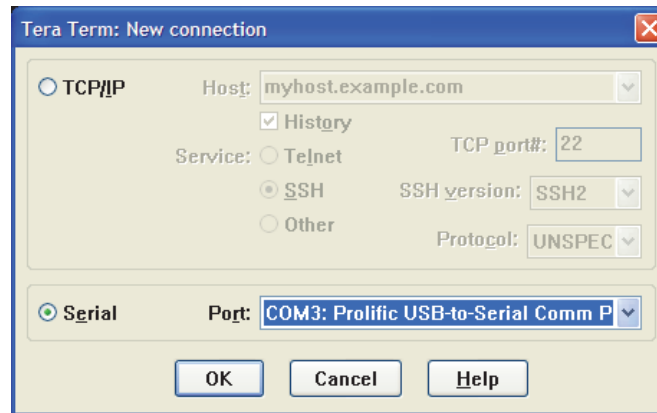 Tera Term: New connection
TCP/IP Host: myhost.example.com
History
Service: Telnet TCP port#: 22
SSH SSH version: SSH2
Other Protocol: UNSPEC
Serial Port: COM3: Prolific USB-to-Serial Comm P
OK Cancel Help